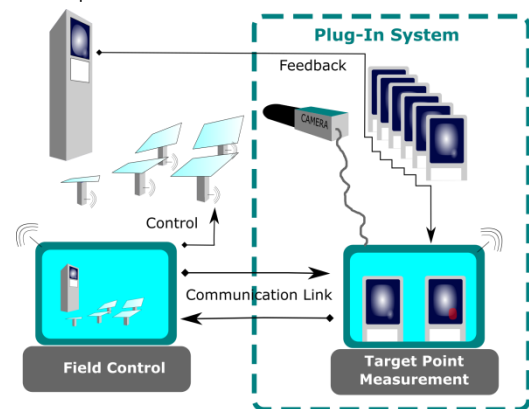 Plug-In System
Feedback
CAMERA
Control
Communication Link
Field Control
Target Point
Measurement